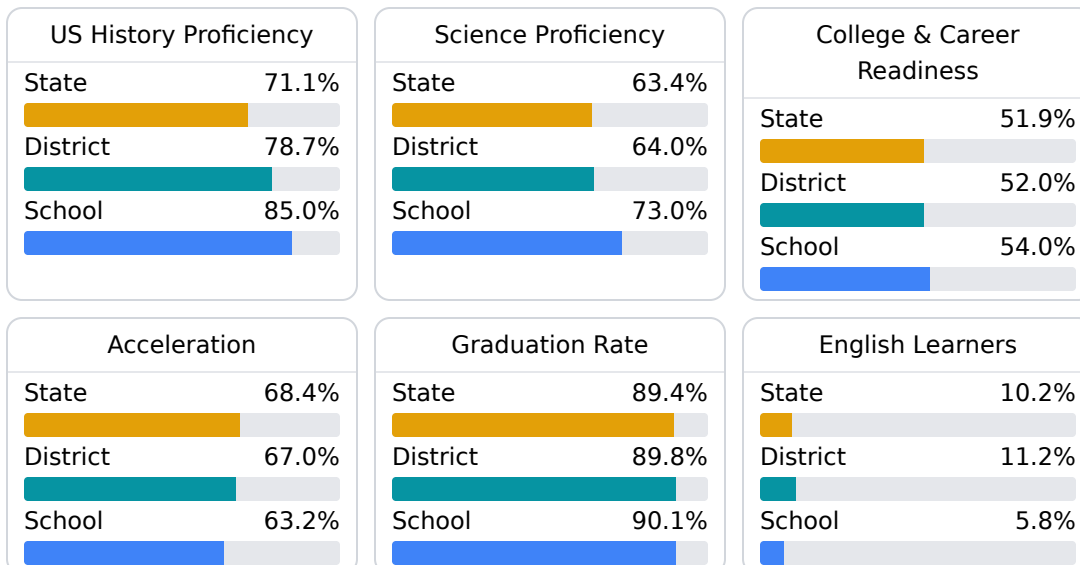 US History Proficiency
State 71.1%
District 78.7%
School 85.0%
Science Proficiency
State 63.4%
District 64.0%
School 73.0%
College & Career
Readiness
State 51.9%
District 52.0%
School 54.0%
Acceleration
State 68.4%
District 67.0%
School 63.2%
Graduation Rate
State 89.4%
District 89.8%
School 90.1%
English Learners
State 10.2%
District 11.2%
School 5.8%